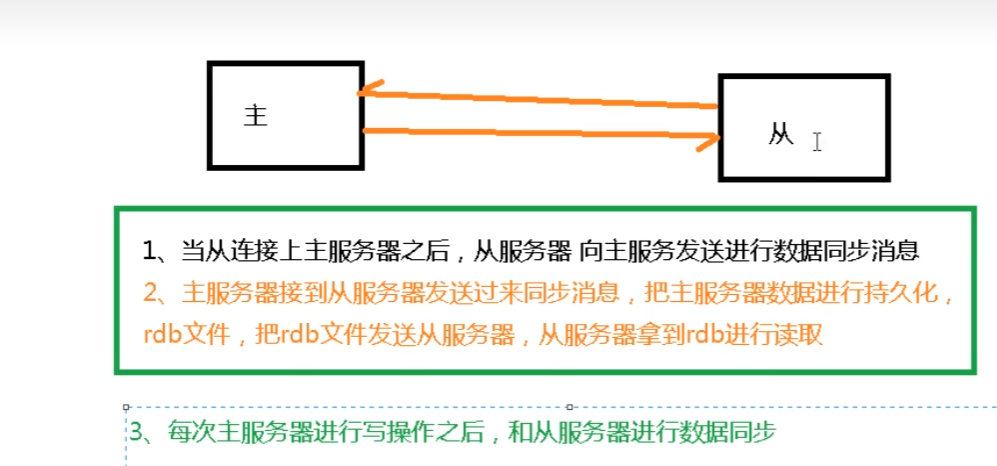 主
从
1、当从连接上主服务器之后，从服务器 向主服务发送进行数据同步消息
2、主服务器接到从服务器发送过来同步消息，把主服务器数据进行持久化，
rdb文件，把rdb文件发送从服务器，从服务器拿到rdb进行读取
3、每次主服务器进行写操作之后，和从服务器进行数据同步